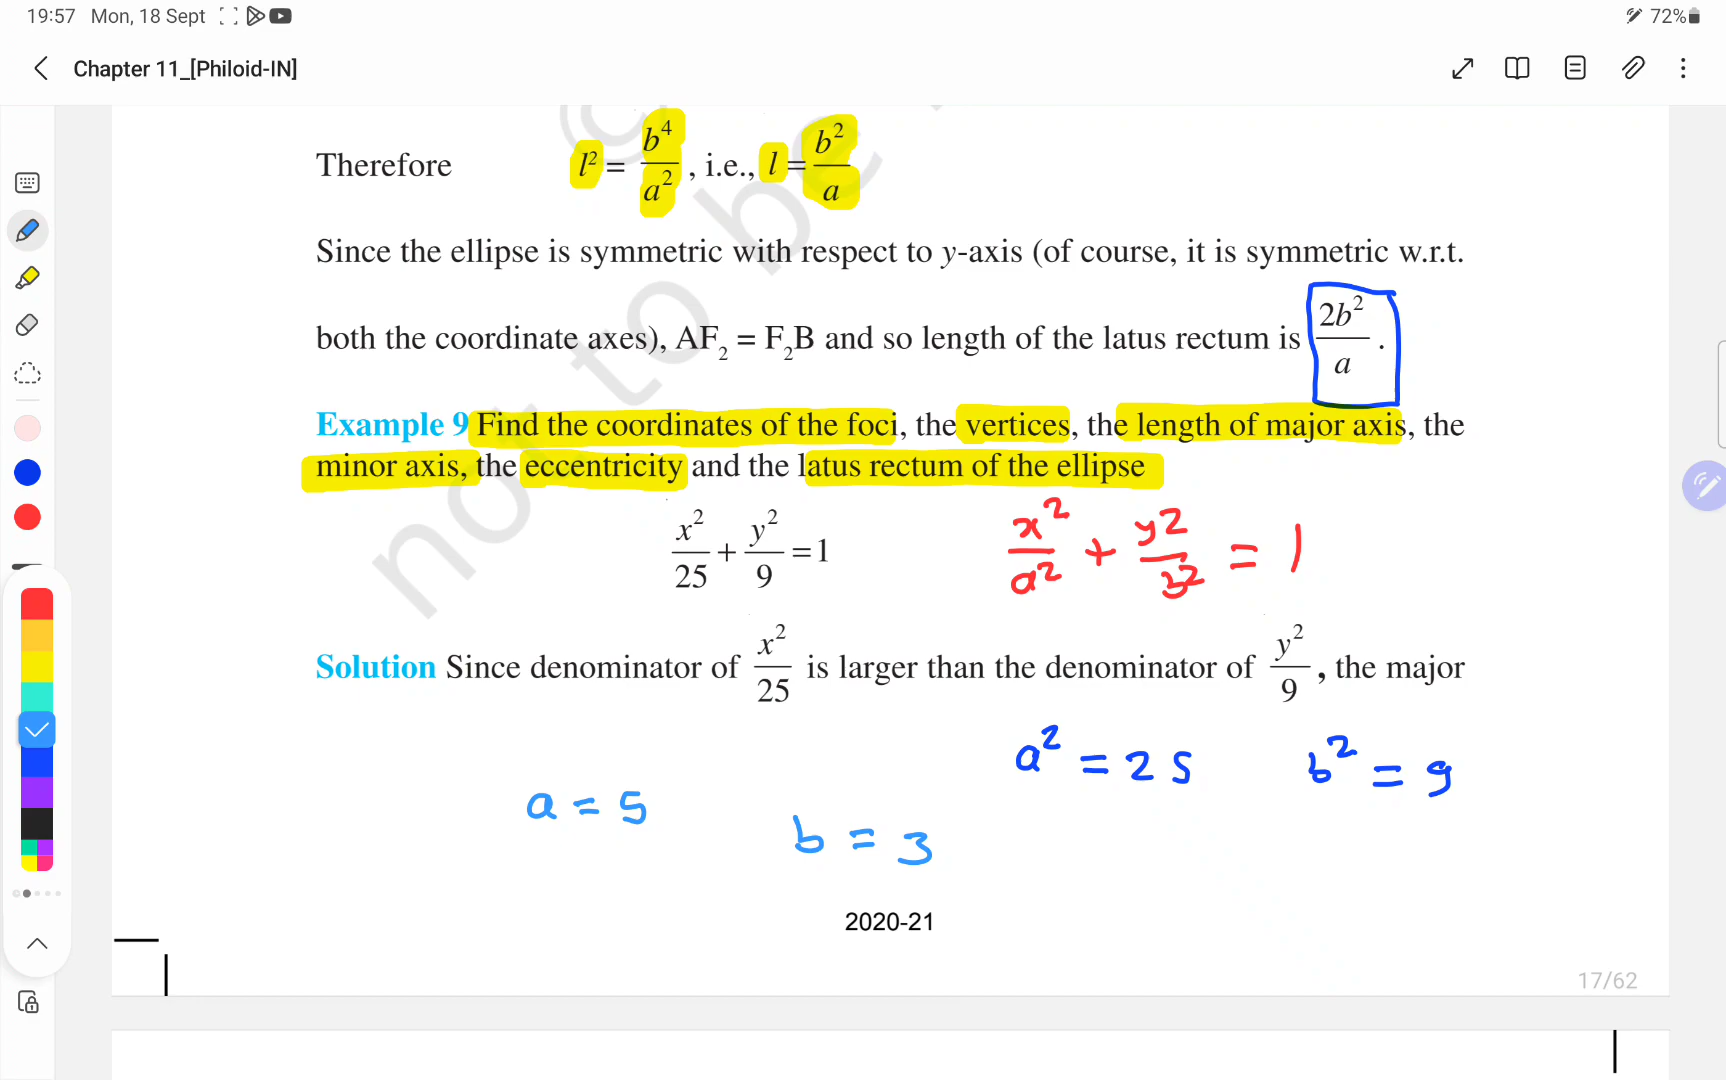 19:57 Mon, 18 Sept 72%
Chapter 11_[Philoid-IN]
Therefore l² = b⁴/a² , i.e., l = b²/a
Since the ellipse is symmetric with respect to y-axis (of course, it is symmetric w.r.t.
both the coordinate axes), AF₂ = F₂B and so length of the latus rectum is 2b²/a .
Example 9 Find the coordinates of the foci, the vertices, the length of major axis, the
minor axis, the eccentricity and the latus rectum of the ellipse
x²/25 + y²/9 = 1
x²/a² + y2/b² = 1
Solution Since denominator of x²/25 is larger than the denominator of y²/9 , the major
a² = 25 b² = 9
a = 5
b = 3
2020-21
17/62
© not to be